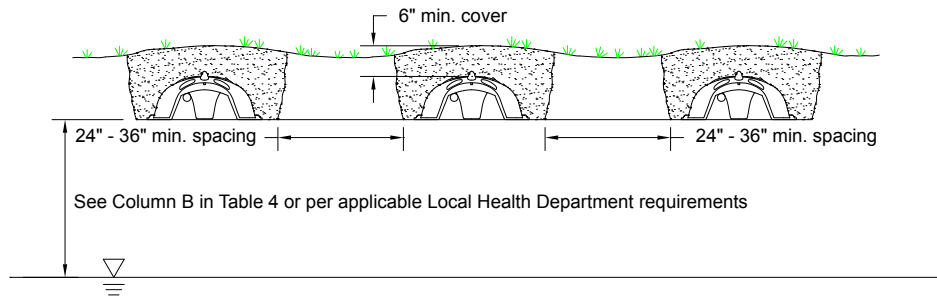 6" min. cover
24" - 36" min. spacing
24" - 36" min. spacing
See Column B in Table 4 or per applicable Local Health Department requirements